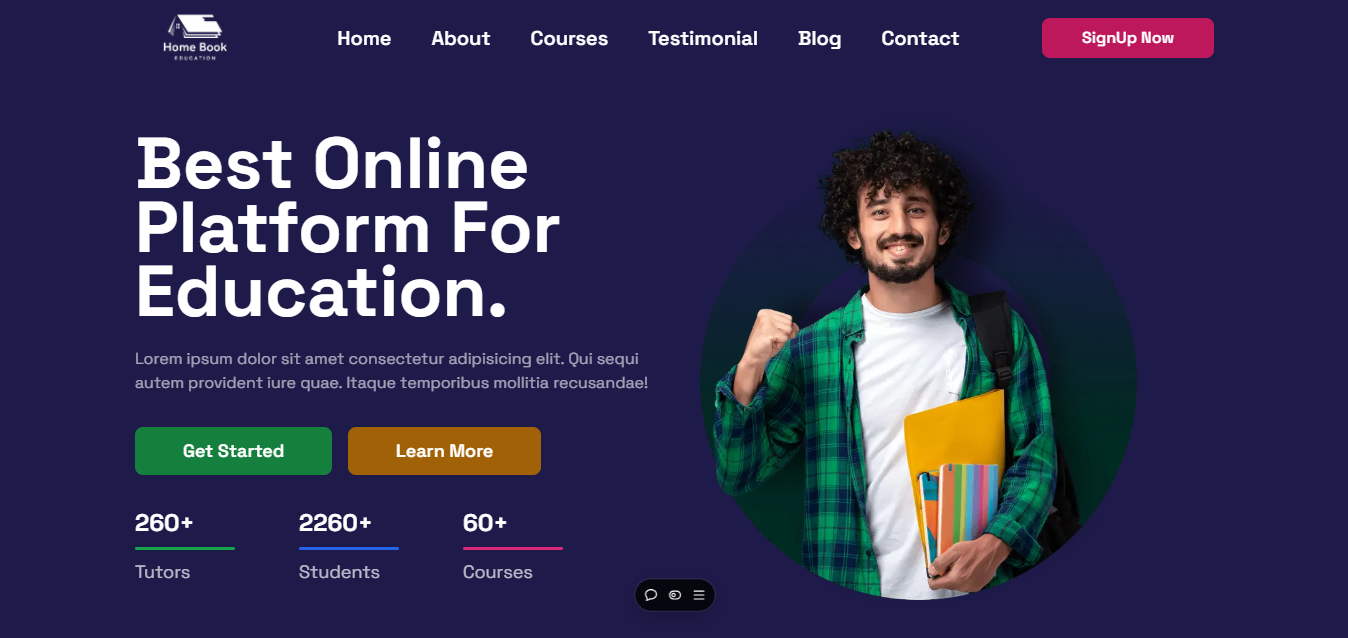 Home Book
EDUCATION
Home
About
Courses
Testimonial
Blog
Contact
SignUp Now
Best Online
Platform For
Education.
Lorem ipsum dolor sit amet consectetur adipisicing elit. Qui sequi
autem provident iure quae. Itaque temporibus mollitia recusandae!
Get Started
Learn More
260+
2260+
60+
Tutors
Students
Courses